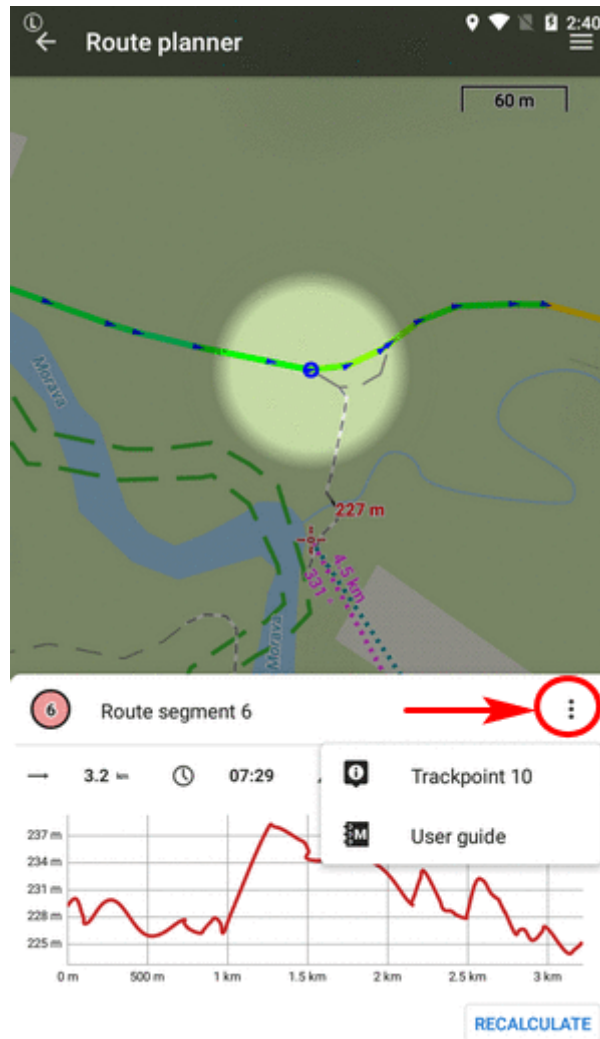 L
2:40
Route planner
60 m
Morava
227 m
4.5 km
331 °
Morava
6
Route segment 6
3.2 km
07:29
Trackpoint 10
M
User guide
237 m
234 m
231 m
228 m
225 m
0 m
500 m
1 km
1.5 km
2 km
2.5 km
3 km
RECALCULATE